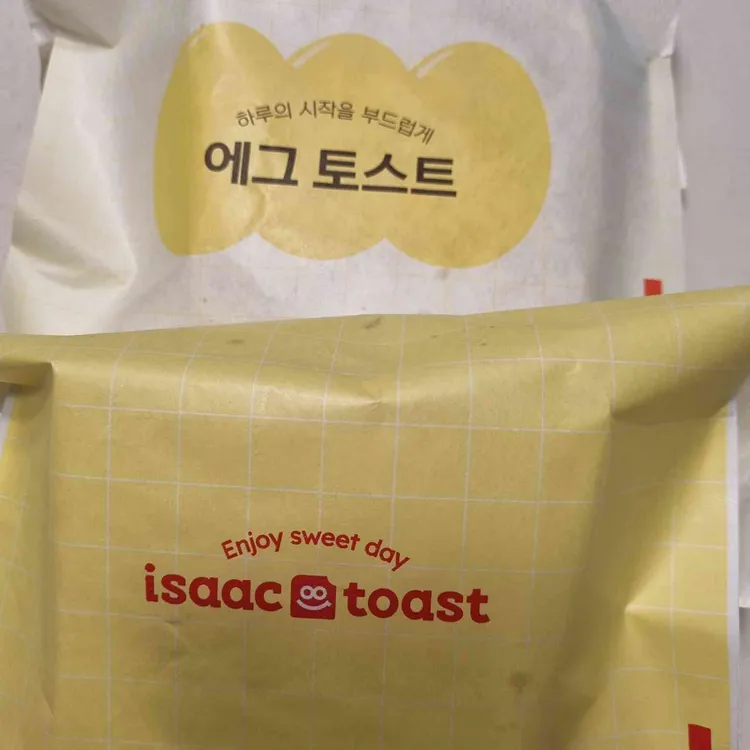 하루의 시작을 부드럽게
에그 토스트
Enjoy sweet day
isaac toast